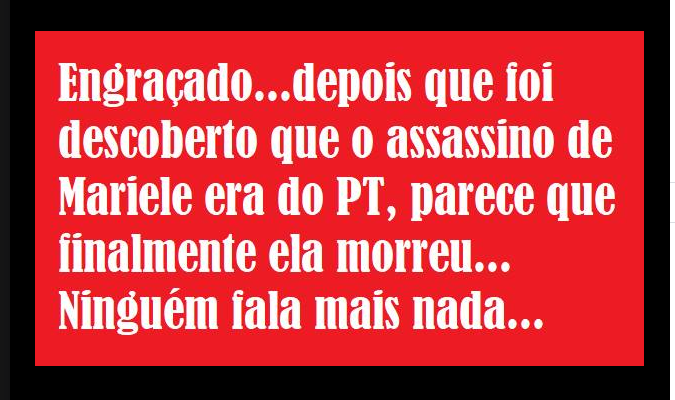 Engraçado...depois que foi
descoberto que o assassino de
Mariele era do PT, parece que
finalmente ela morreu...
Ninguém fala mais nada...